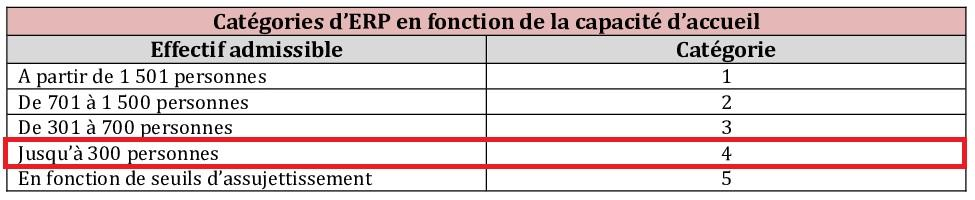 Catégories d’ERP en fonction de la capacité d’accueil
Effectif admissible Catégorie
A partir de 1 501 personnes 1
De 701 à 1 500 personnes 2
De 301 à 700 personnes 3
Jusqu’à 300 personnes 4
En fonction de seuils d’assujettissement 5